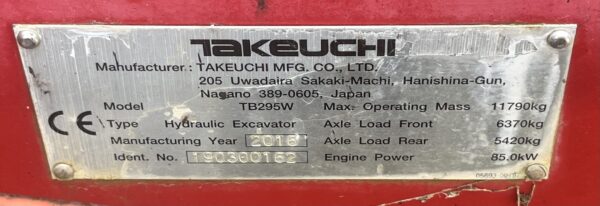 TAKEUCHI
Manufacturer : TAKEUCHI MFG. CO., LTD.
205 Uwadaira Sakaki-Machi, Hanishina-Gun,
Nagano 389-0605, Japan
Model TB295W Max. Operating Mass 11790kg
CE Type Hydraulic Excavator Axle Load Front 6370kg
Manufacturing Year 2016 Axle Load Rear 5420kg
Ident. No. 190300162 Engine Power 85.0kW